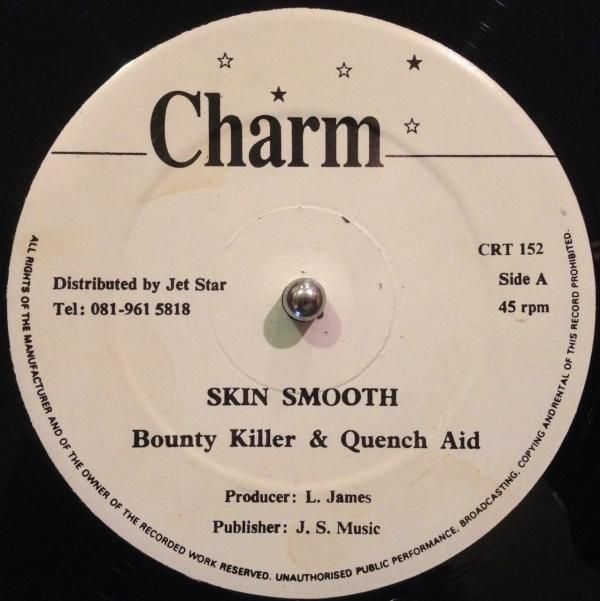 Charm
CRT 152
Distributed by Jet Star
Side A
Tel: 081-961 5818
45 rpm
SKIN SMOOTH
Bounty Killer & Quench Aid
Producer: L. James
Publisher: J. S. Music
ALL RIGHTS OF THE MANUFACTURER AND OF THE OWNER OF THE RECORDED WORK RESERVED. UNAUTHORISED PUBLIC PERFORMANCE, BROADCASTING, COPYING AND RENTAL OF THIS RECORD PROHIBITED.